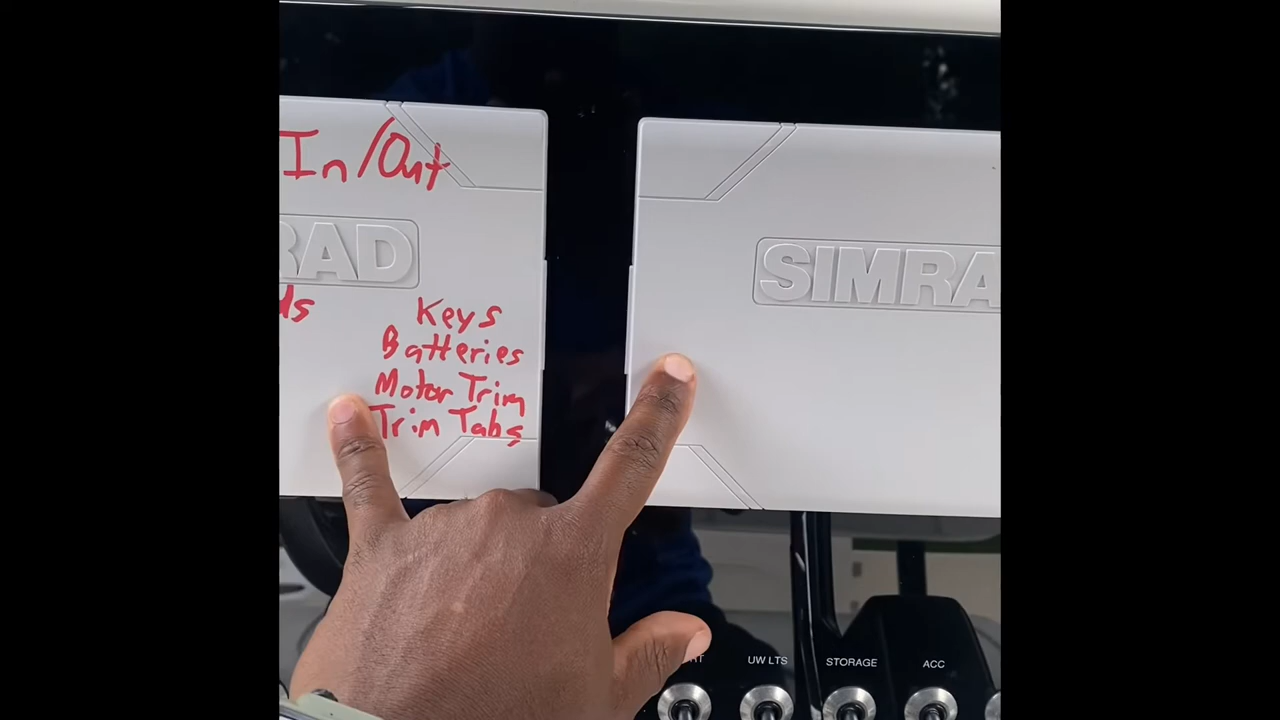 In/Out
RAD
ds
Keys
Batteries
Motor Trim
Trim Tabs
SIMRA
UW LTS
STORAGE
ACC